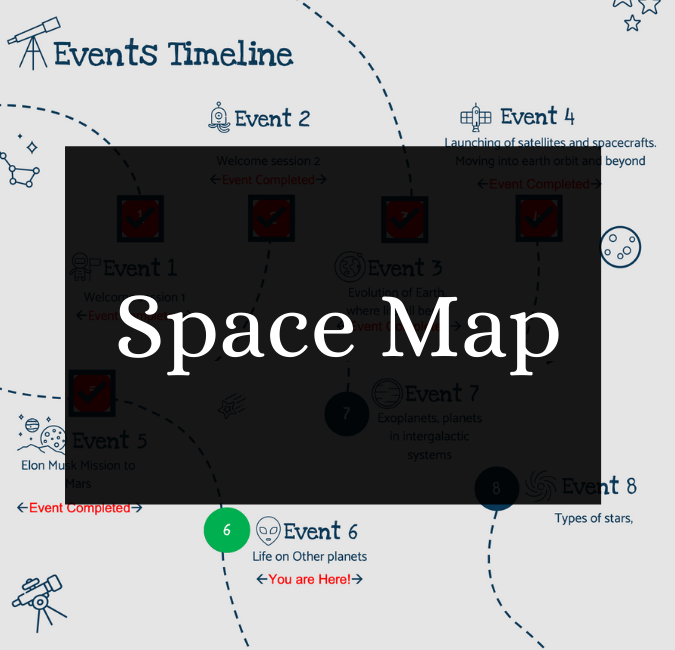 Events Timeline
Event 2
Event 4
Launching of satellites and spacecrafts.
Moving into earth orbit and beyond
Welcome session 2
←Event Completed→
←Event Completed→
Event 1
Event 3
Welcome session 1
Evolution of Earth
Space Map
7
Event 7
Exoplanets, planets
in intergalactic
systems
Event 5
Elon Musk Mission to
Mars
←Event Completed→
8
Event 8
Types of stars,
6
Event 6
Life on Other planets
←You are Here!→